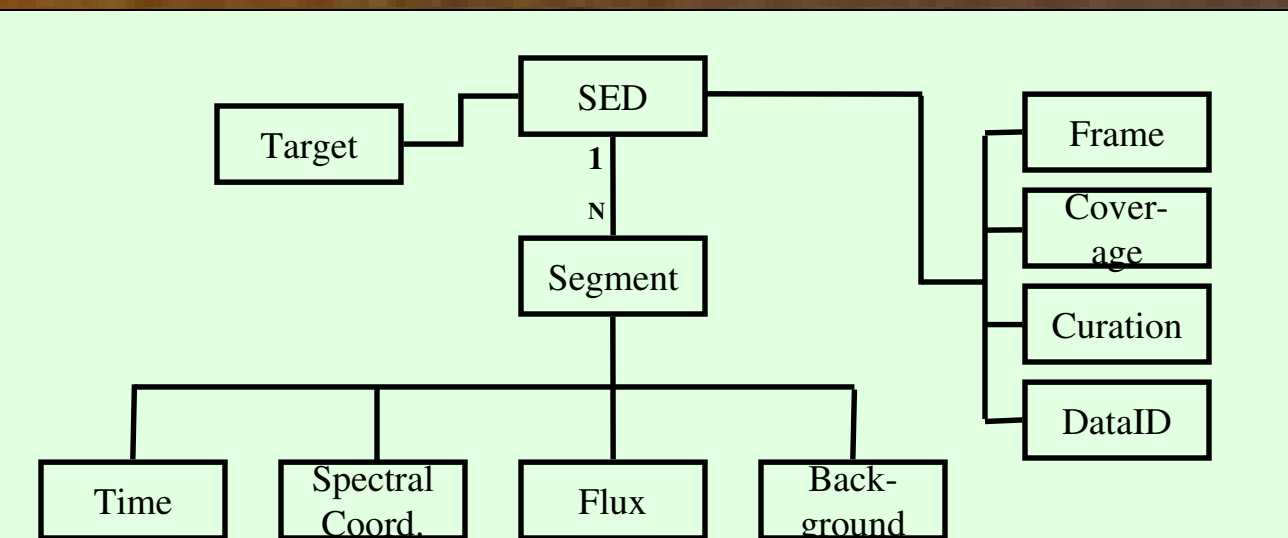 SED
Target
Frame
1
Cover-
age
N
Segment
Curation
DataID
Time
Spectral
Coord.
Flux
Back-
ground